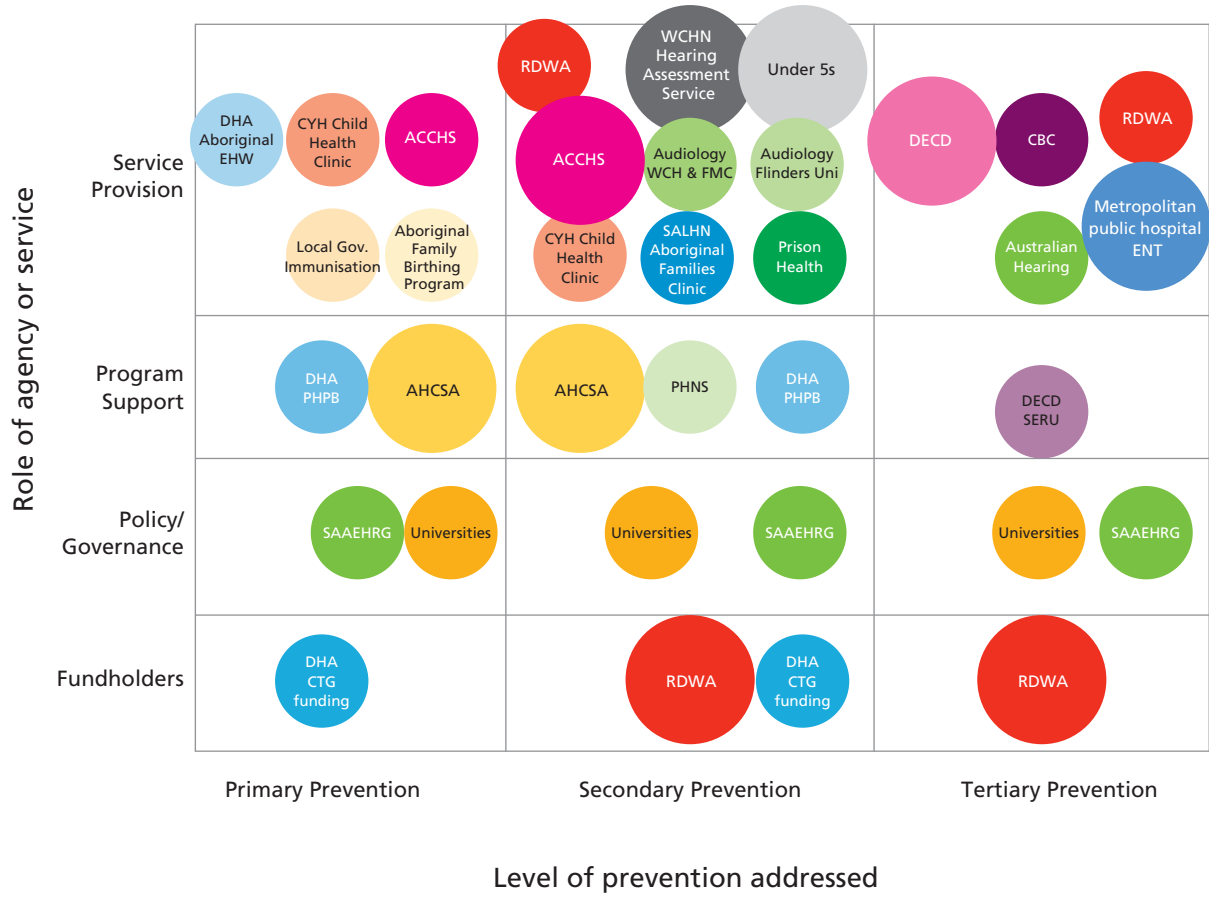 Role of agency or service
Service
Provision
DHA
Aboriginal
EHW
CYH Child
Health
Clinic
ACCHS
Local Gov.
Immunisation
Aboriginal
Family
Birthing
Program
RDWA
WCHN
Hearing
Assessment
Service
Under 5s
ACCHS
Audiology
WCH & FMC
Audiology
Flinders Uni
CYH Child
Health
Clinic
SALHN
Aboriginal
Families
Clinic
Prison
Health
DECD
CBC
RDWA
Australian
Hearing
Metropolitan
public hospital
ENT
Program
Support
DHA
PHPB
AHCSA
AHCSA
PHNS
DHA
PHPB
DECD
SERU
Policy/
Governance
SAAEHRG
Universities
Universities
SAAEHRG
Universities
SAAEHRG
Fundholders
DHA
CTG
funding
RDWA
DHA
CTG
funding
RDWA
Primary Prevention
Secondary Prevention
Tertiary Prevention
Level of prevention addressed